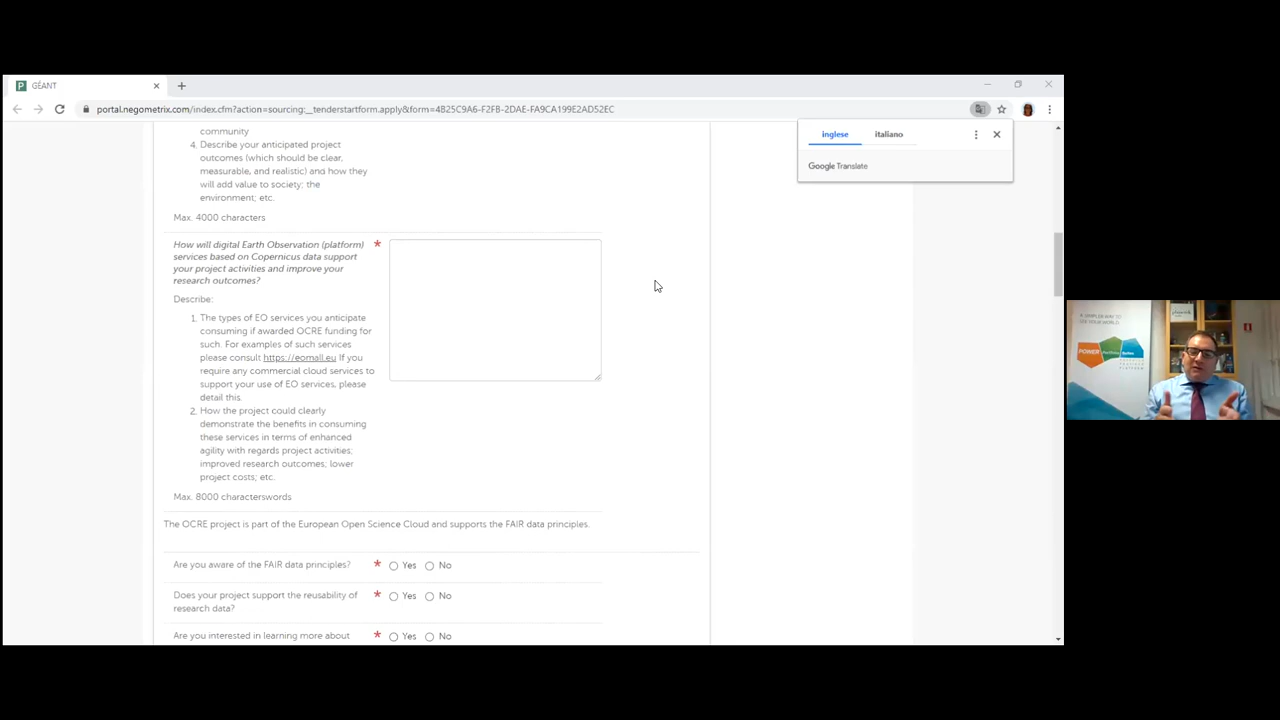 GÉANT
portal.negometrix.com/index.cfm?action=sourcing:__tenderstartform.apply&form=4B25C9A6-F2FB-2DAE-FA9CA199E2AD52EC
inglese
italiano
Google Translate
community
4. Describe your anticipated project
outcomes (which should be clear,
measurable, and realistic) and how they
will add value to society; the
environment; etc.
Max. 4000 characters
How will digital Earth Observation (platform) *
services based on Copernicus data support
your project activities and improve your
research outcomes?
Describe:
1. The types of EO services you anticipate
consuming if awarded OCRE funding for
such. For examples of such services
please consult https://eomall.eu If you
require any commercial cloud services to
support your use of EO services, please
detail this.
2. How the project could clearly
demonstrate the benefits in consuming
these services in terms of enhanced
agility with regards project activities;
improved research outcomes; lower
project costs; etc.
Max. 8000 characterswords
The OCRE project is part of the European Open Science Cloud and supports the FAIR data principles.
Are you aware of the FAIR data principles? * Yes No
Does your project support the reusability of * Yes No
research data?
Are you interested in learning more about * Yes No
POWER